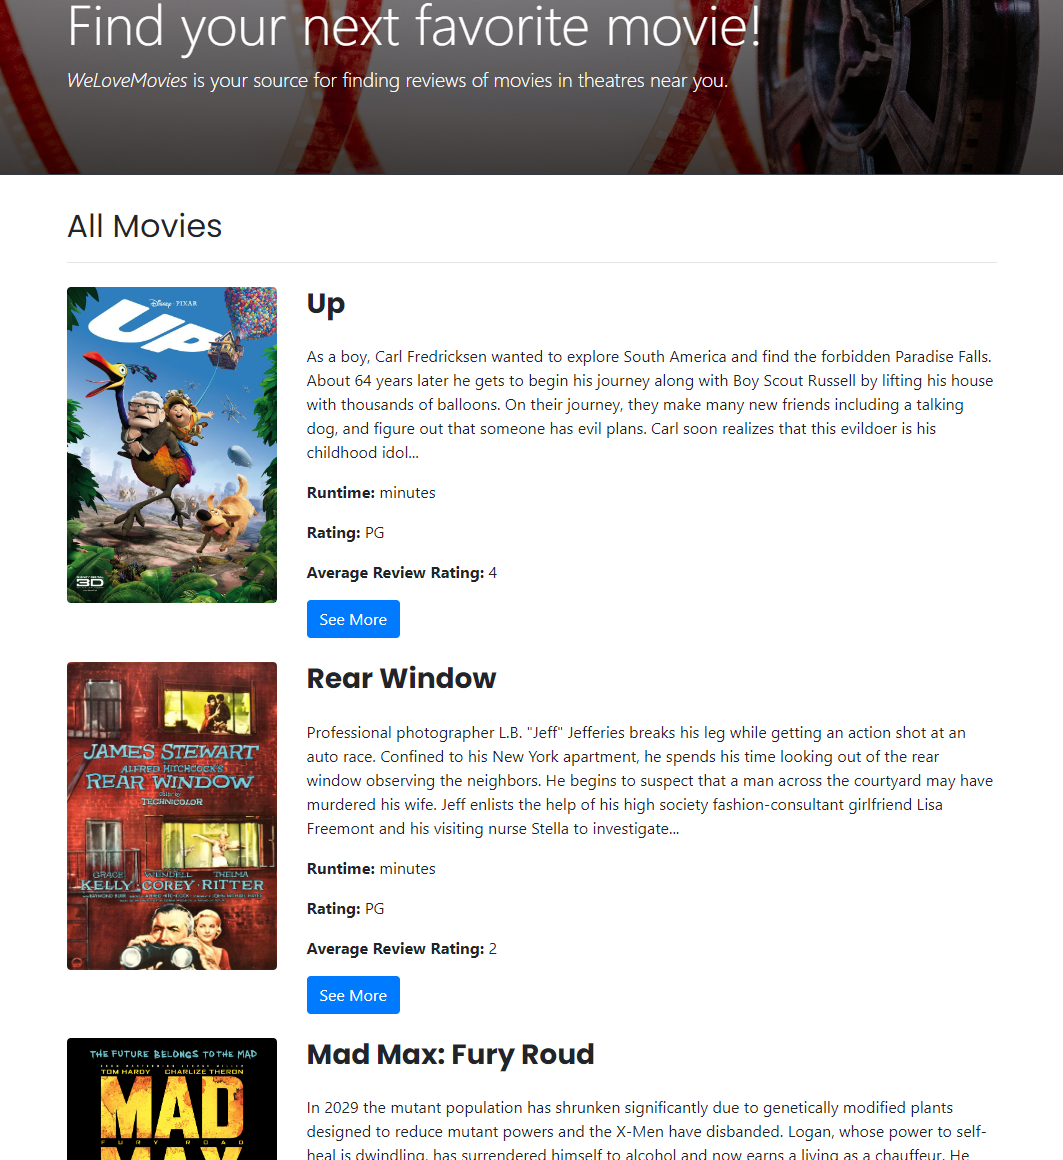 Find your next favorite movie!
WeLoveMovies is your source for finding reviews of movies in theatres near you.
All Movies
Disney PIXAR
UP
DISNEY DIGITAL
3D
Up
As a boy, Carl Fredricksen wanted to explore South America and find the forbidden Paradise Falls.
About 64 years later he gets to begin his journey along with Boy Scout Russell by lifting his house
with thousands of balloons. On their journey, they make many new friends including a talking
dog, and figure out that someone has evil plans. Carl soon realizes that this evildoer is his
childhood idol...
Runtime: minutes
Rating: PG
Average Review Rating: 4
See More
JAMES STEWART
ALFRED HITCHCOCK'S
REAR WINDOW
Color by
TECHNICOLOR
GRACE WENDELL THELMA
KELLY · COREY · RITTER
Rear Window
Professional photographer L.B. "Jeff" Jefferies breaks his leg while getting an action shot at an
auto race. Confined to his New York apartment, he spends his time looking out of the rear
window observing the neighbors. He begins to suspect that a man across the courtyard may have
murdered his wife. Jeff enlists the help of his high society fashion-consultant girlfriend Lisa
Freemont and his visiting nurse Stella to investigate...
Runtime: minutes
Rating: PG
Average Review Rating: 2
See More
THE FUTURE BELONGS TO THE MAD
TOM HARDY CHARLIZE THERON
MAD
FURY ROAD
MAX
Mad Max: Fury Roud
In 2029 the mutant population has shrunken significantly due to genetically modified plants
designed to reduce mutant powers and the X-Men have disbanded. Logan, whose power to self-
heal is dwindling, has surrendered himself to alcohol and now earns a living as a chauffeur. He